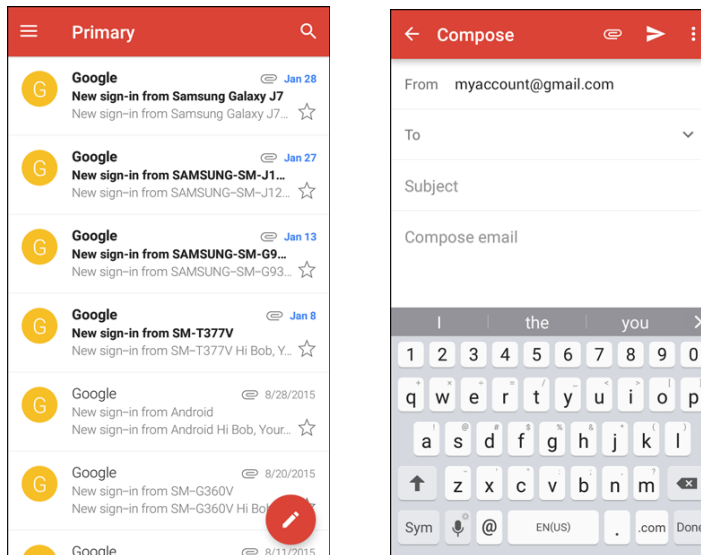 Primary
G
Google
Jan 28
New sign-in from Samsung Galaxy J7
New sign-in from Samsung Galaxy J7...
G
Google
Jan 27
New sign-in from SAMSUNG-SM-J1...
New sign-in from SAMSUNG-SM-J12...
G
Google
Jan 13
New sign-in from SAMSUNG-SM-G9...
New sign-in from SAMSUNG-SM-G93...
G
Google
Jan 8
New sign-in from SM-T377V
New sign-in from SM-T377V Hi Bob, Y...
G
Google
8/28/2015
New sign-in from Android
New sign-in from Android Hi Bob, Your...
G
Google
8/20/2015
New sign-in from SM-G360V
New sign-in from SM-G360V Hi Bo
Google
8/11/2015
Compose
From myaccount@gmail.com
To
Subject
Compose email
I the you
1 2 3 4 5 6 7 8 9 0
q w e r t y u i o p
a s d f g h j k l
z x c v b n m
Sym @ EN(US) . .com Done